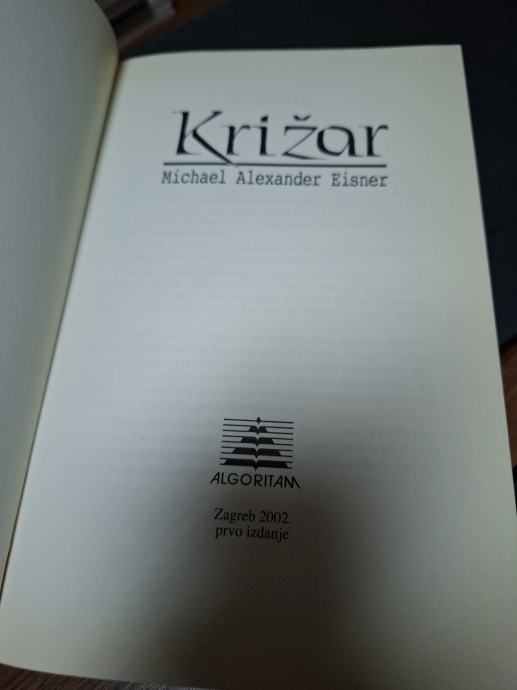 Križar
Michael Alexander Eisner
ALGORITAM
Zagreb 2002.
prvo izdanje